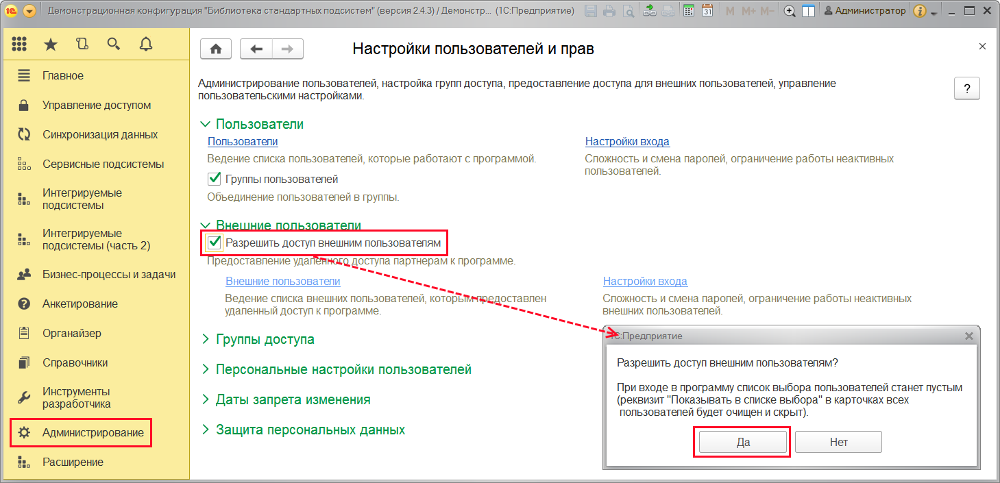 1С
Демонстрационная конфигурация "Библиотека стандартных подсистем" (версия 2.4.3) / Демонстр... (1С:Предприятие)
31
M M+ M−
Администратор
i
Главное
Управление доступом
Синхронизация данных
Сервисные подсистемы
Интегрируемые
подсистемы
Интегрируемые
подсистемы (часть 2)
Бизнес-процессы и задачи
?
Анкетирование
Органайзер
Справочники
Инструменты
разработчика
Администрирование
Расширение
Настройки пользователей и прав
Администрирование пользователей, настройка групп доступа, предоставление доступа для внешних пользователей, управление
пользовательскими настройками.
?
Пользователи
Пользователи
Ведение списка пользователей, которые работают с программой.
Группы пользователей
Объединение пользователей в группы.
Настройки входа
Сложность и смена паролей, ограничение работы неактивных
пользователей.
Внешние пользователи
Разрешить доступ внешним пользователям
Предоставление удаленного доступа партнерам к программе.
Внешние пользователи
Ведение списка внешних пользователей, которым предоставлен
удаленный доступ к программе.
Настройки входа
Сложность и смена паролей, ограничение работы неактивных
внешних пользователей.
Группы доступа
Персональные настройки пользователей
Даты запрета изменения
Защита персональных данных
1С:Предприятие
Разрешить доступ внешним пользователям?
При входе в программу список выбора пользователей станет пустым
(реквизит "Показывать в списке выбора" в карточках всех
пользователей будет очищен и скрыт).
Да
Нет